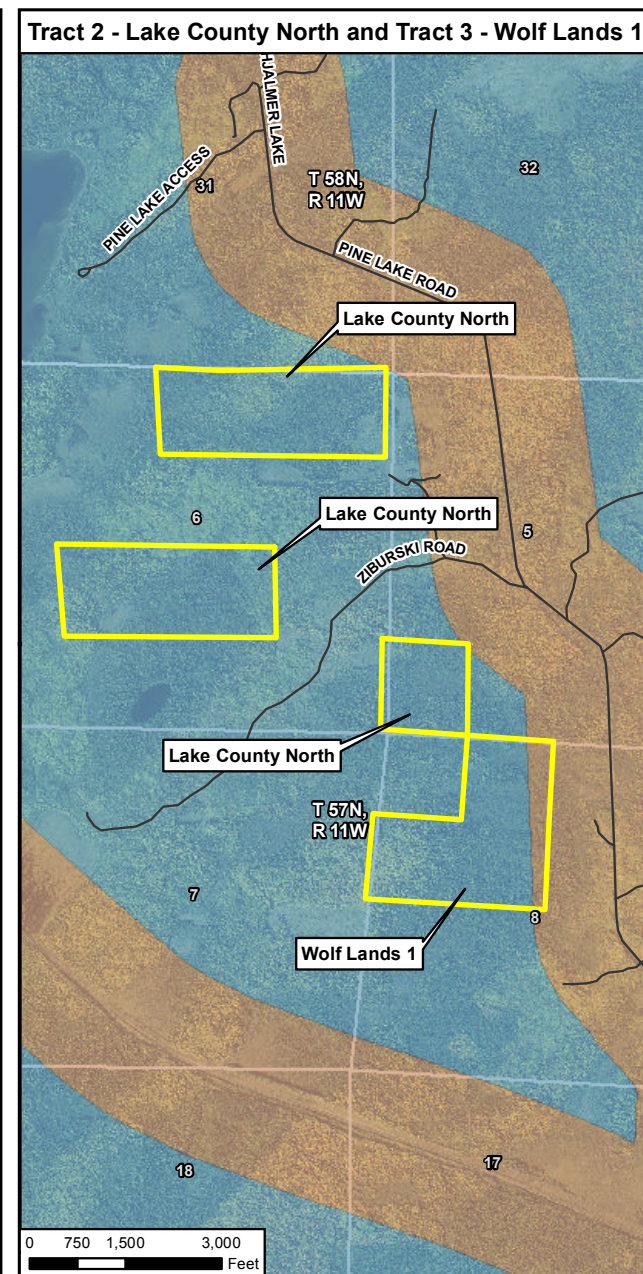 Tract 2 - Lake County North and Tract 3 - Wolf Lands 1
HJALMER LAKE
31
32
T 58N,
R 11W
PINE LAKE ACCESS
PINE LAKE ROAD
Lake County North
6
Lake County North
5
ZIBURSKI ROAD
Lake County North
T 57N,
R 11W
7
8
Wolf Lands 1
17
18
0 750 1,500 3,000
Feet